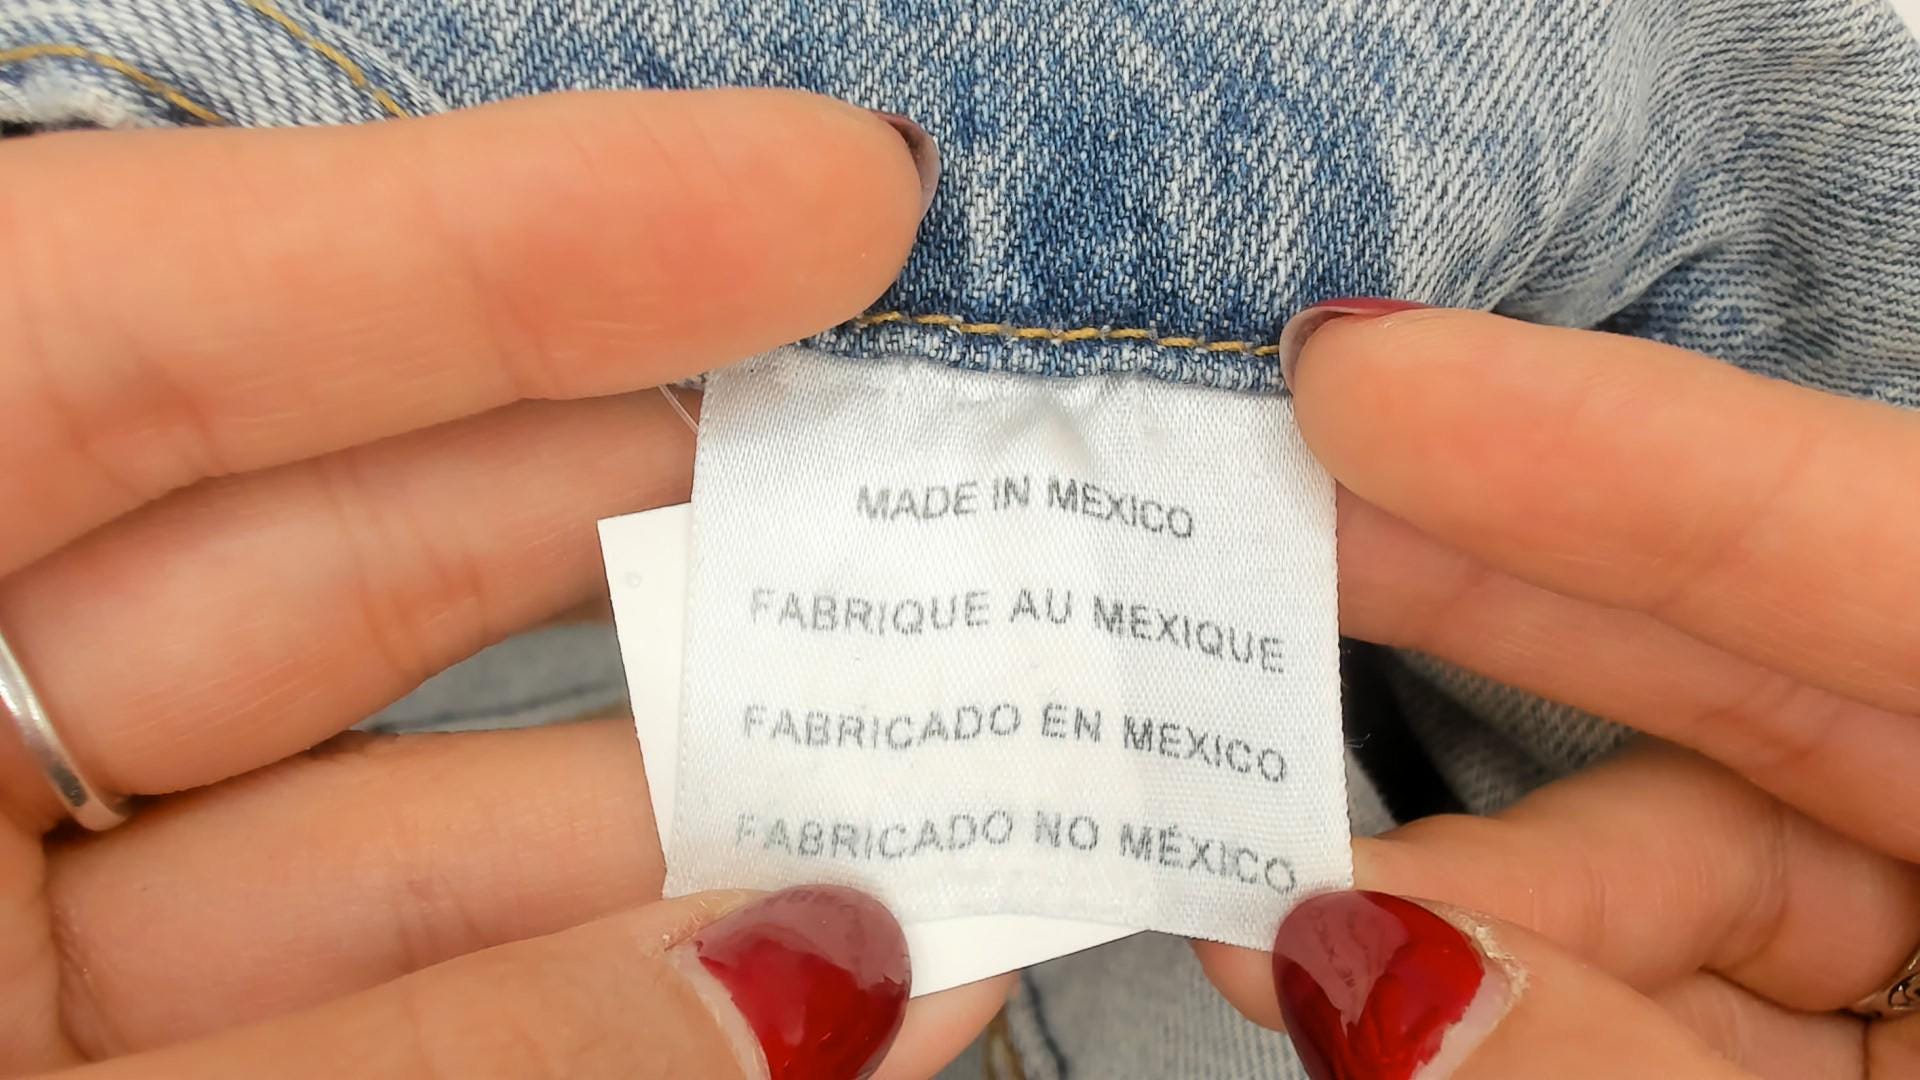 MADE IN MEXICO
FABRIQUE AU MEXIQUE
FABRICADO EN MEXICO
FABRICADO NO MÉXICO